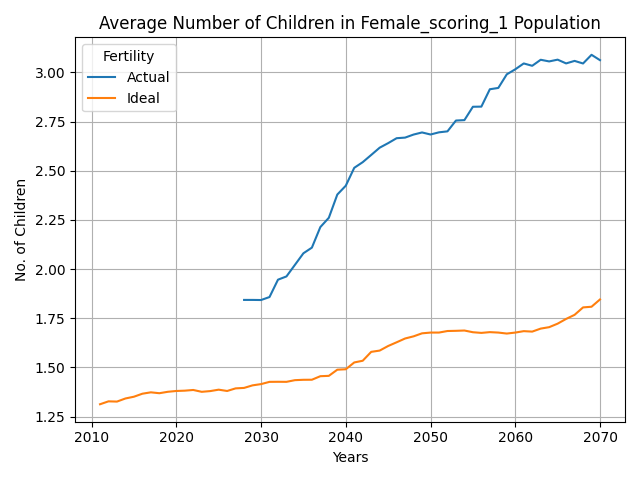 Average Number of Children in Female_scoring_1 Population
Fertility
Actual
Ideal
3.00
2.75
2.50
2.25
2.00
1.75
1.50
1.25
No. of Children
2010 2020 2030 2040 2050 2060 2070
Years